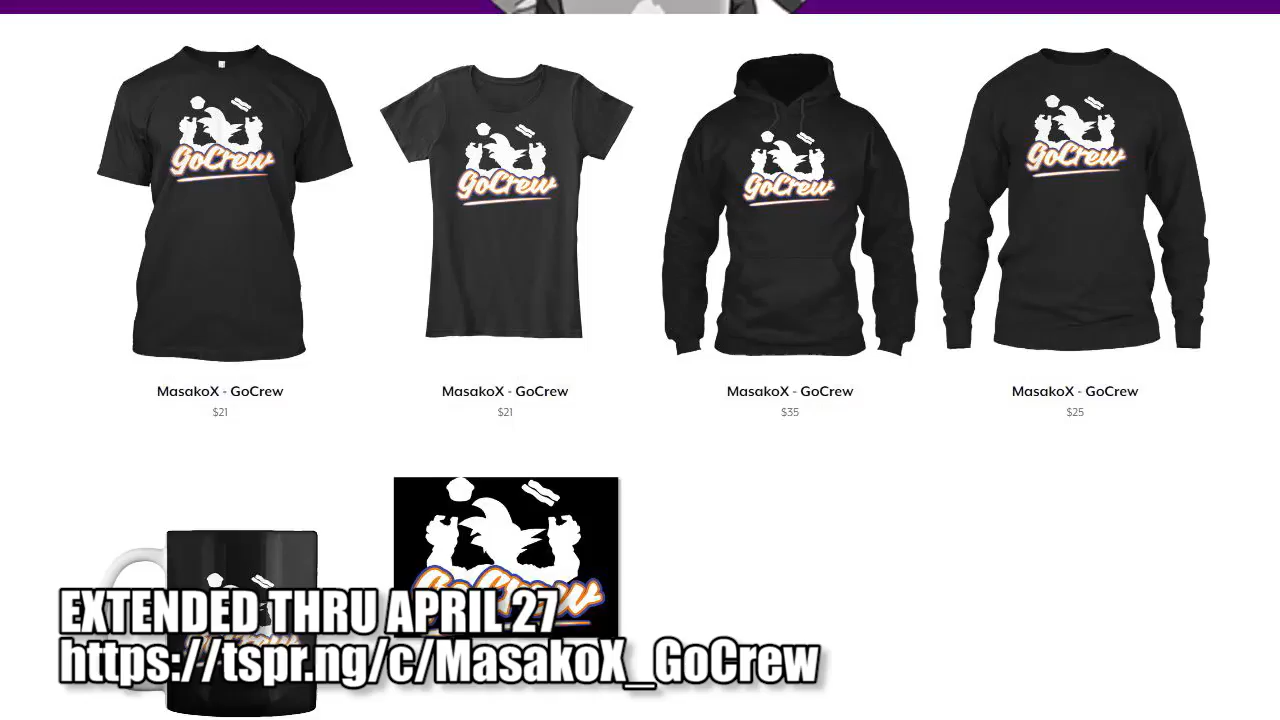 GoCrew
GoCrew
GoCrew
GoCrew
MasakoX - GoCrew
MasakoX - GoCrew
MasakoX - GoCrew
MasakoX - GoCrew
$21
$21
$35
$25
GoCrew
EXTENDED THRU APRIL 27
https://tspr.ng/c/MasakoX_GoCrew